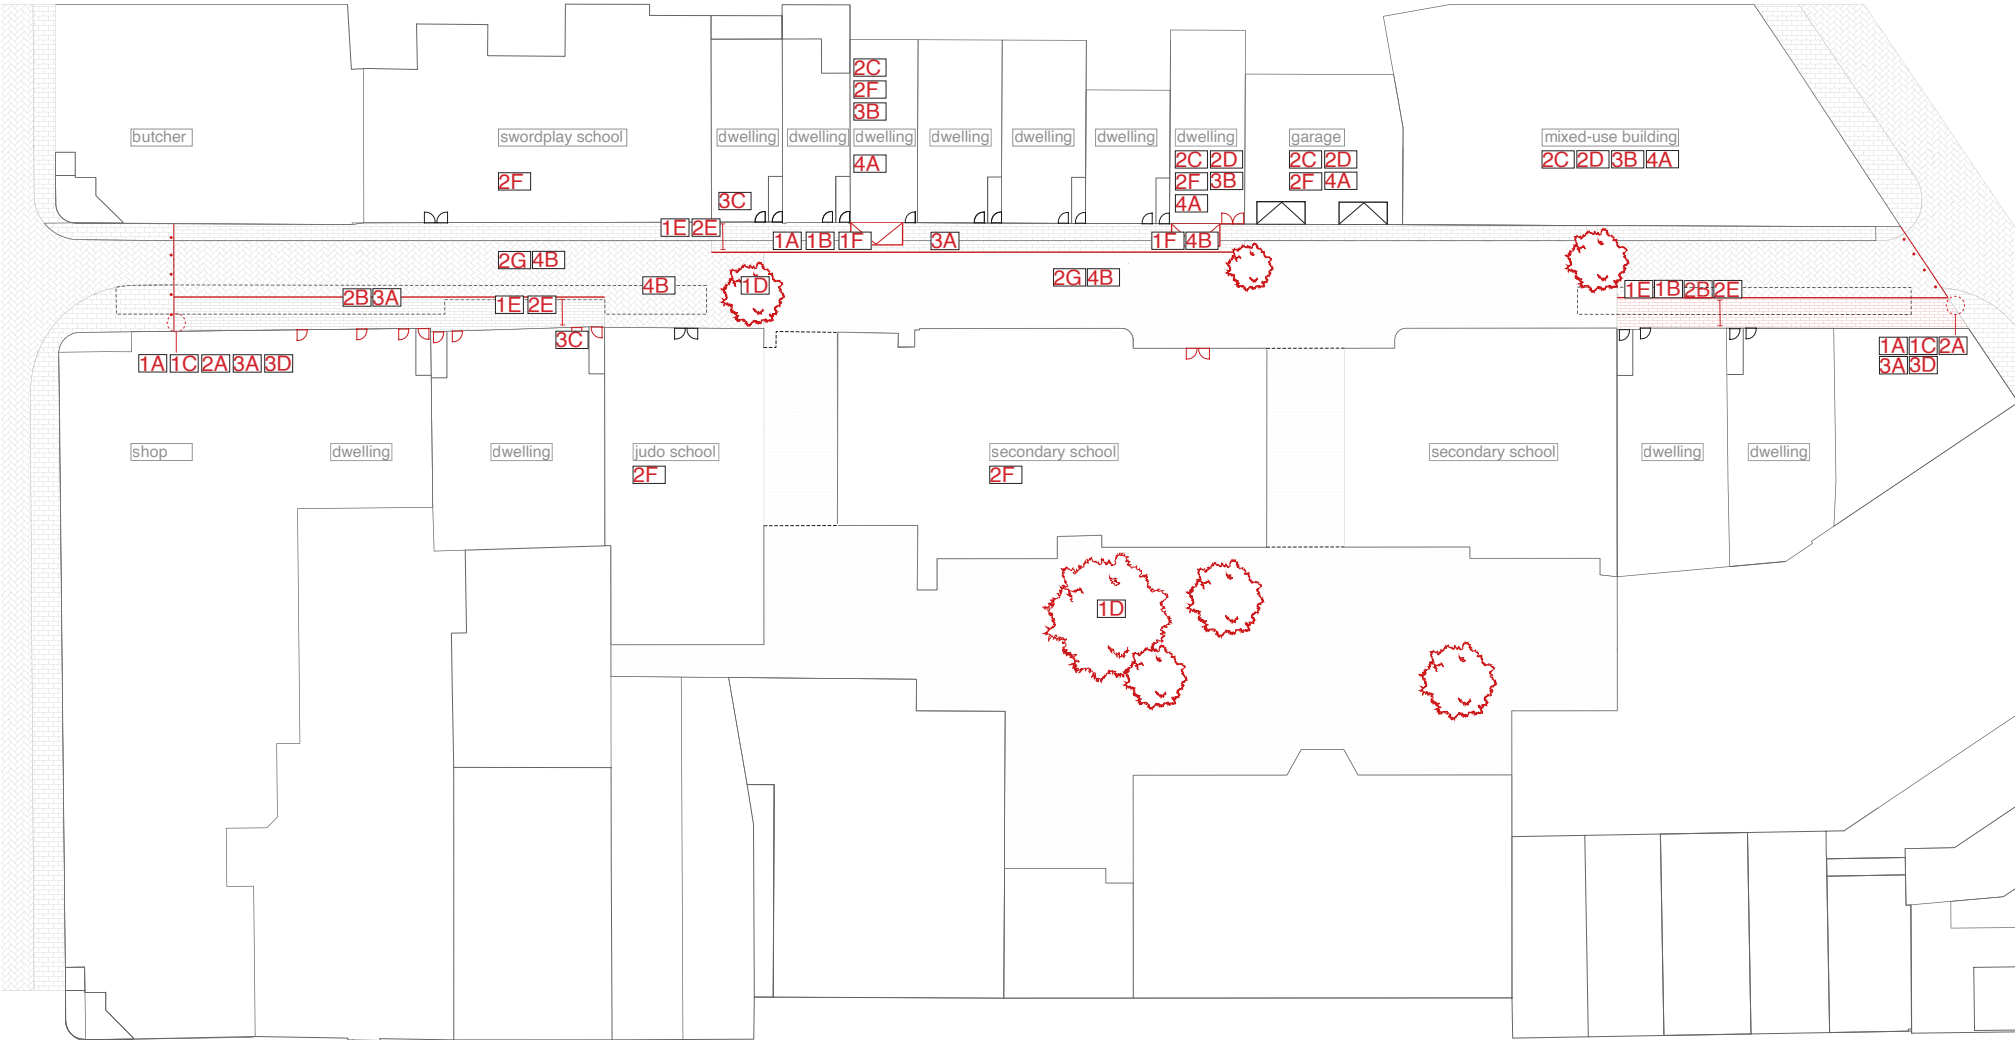 2C
2F
3B
butcher
swordplay school
dwelling
dwelling
dwelling
dwelling
dwelling
dwelling
dwelling
garage
mixed-use building
4A
2C 2D
2F 3B
4A
2C 2D
2F 4A
2C 2D 3B 4A
2F
3C
1E 2E
1A 1B 1F
3A
1F 4B
2G 4B
4B
1D
2G 4B
2B 3A
1E 2E
1E 1B 2B 2E
3C
1A 1C 2A 3A 3D
1A 1C 2A
3A 3D
shop
dwelling
dwelling
judo school
secondary school
secondary school
dwelling
dwelling
2F
2F
1D